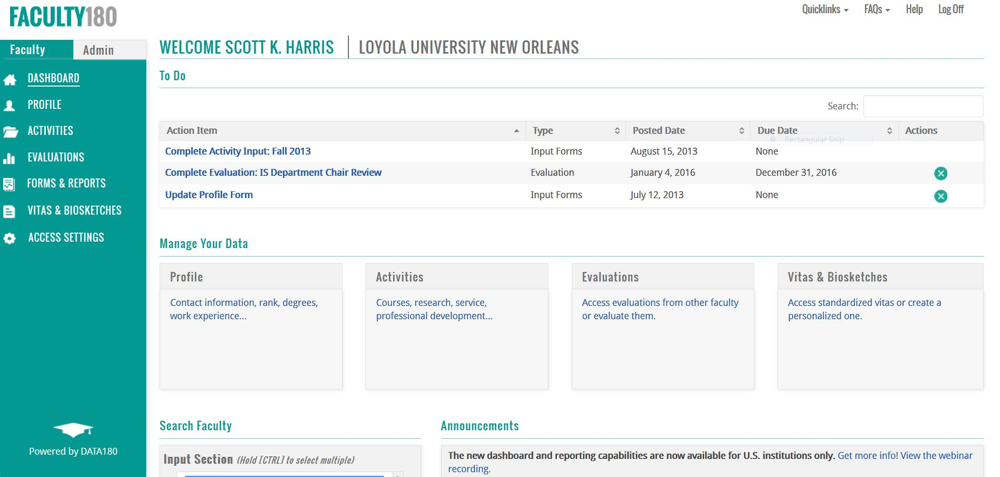 FACULTY180
Quicklinks FAQs Help Log Off
Faculty Admin
DASHBOARD
PROFILE
ACTIVITIES
EVALUATIONS
FORMS & REPORTS
VITAS & BIOSKETCHES
ACCESS SETTINGS
Powered by DATA180
WELCOME SCOTT K. HARRIS LOYOLA UNIVERSITY NEW ORLEANS
To Do
Search:
Action Item Type Posted Date Due Date Actions
Rectangular Snip
Complete Activity Input: Fall 2013 Input Forms August 15, 2013 None
Complete Evaluation: IS Department Chair Review Evaluation January 4, 2016 December 31, 2016
Update Profile Form Input Forms July 12, 2013 None
Manage Your Data
Profile
Contact information, rank, degrees,
work experience...
Activities
Courses, research, service,
professional development...
Evaluations
Access evaluations from other faculty
or evaluate them.
Vitas & Biosketches
Access standardized vitas or create a
personalized one.
Search Faculty
Input Section (Hold [CTRL] to select multiple)
Announcements
The new dashboard and reporting capabilities are now available for U.S. institutions only. Get more info! View the webinar
recording.